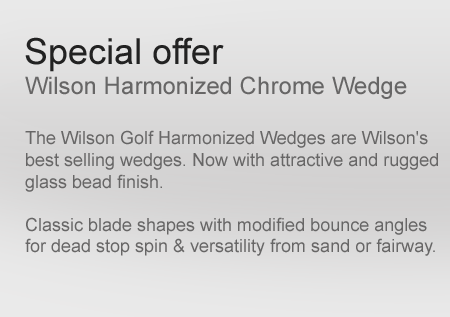 Special offer
Wilson Harmonized Chrome Wedge
The Wilson Golf Harmonized Wedges are Wilson's
best selling wedges. Now with attractive and rugged
glass bead finish.
Classic blade shapes with modified bounce angles
for dead stop spin & versatility from sand or fairway.